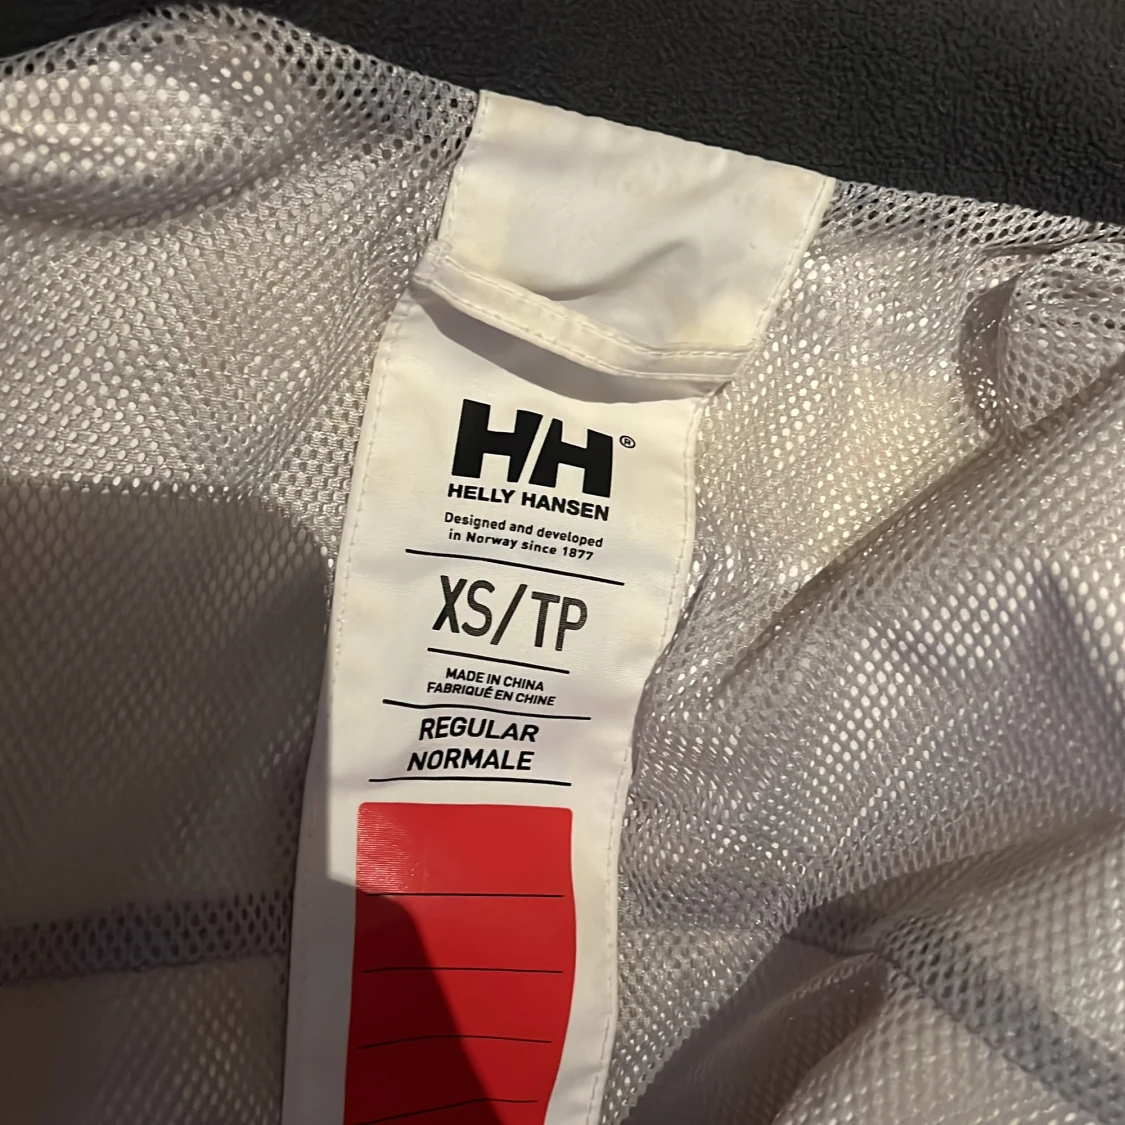 HH®
HELLY HANSEN
Designed and developed
in Norway since 1877
XS/TP
MADE IN CHINA
FABRIQUÉ EN CHINE
REGULAR
NORMALE